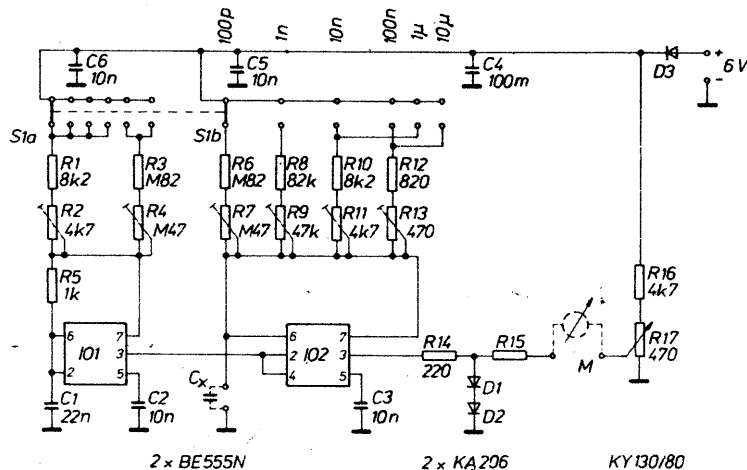 100p 1n 10n 100n 1µ 10µ
C6 10n
C5 10n
C4 100m
D3
+ 6V
-
S1a
S1b
R1 8k2
R3 M82
R6 M82
R8 82k
R10 8k2
R12 820
R2 4k7
R4 M47
R7 M47
R9 47k
R11 4k7
R13 470
R5 1k
R16 4k7
6 7
IO1 3
2 5
6 7
2 IO2 3
4 5
R14 220
R15
M
R17 470
Cx
C1 22n
C2 10n
C3 10n
D1
D2
2 x BE555N
2 x KA206
KY130/80